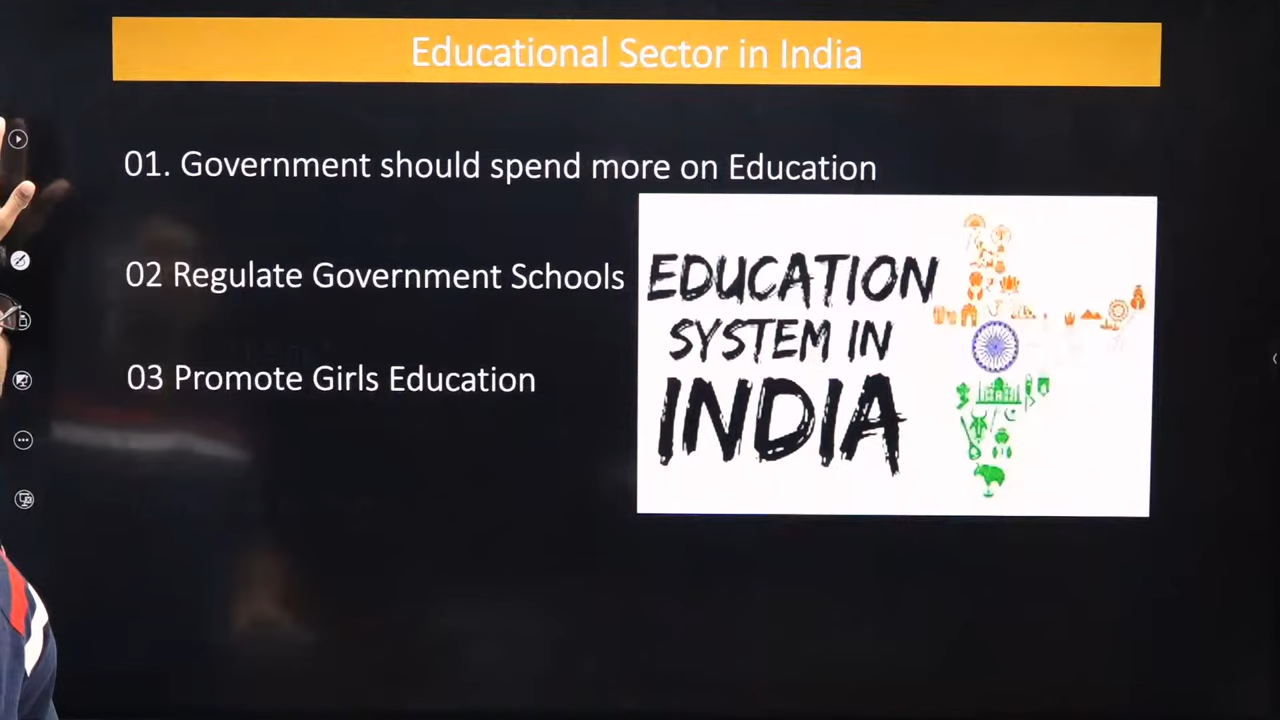 Educational Sector in India
01. Government should spend more on Education
02 Regulate Government Schools
03 Promote Girls Education
EDUCATION
SYSTEM IN
INDIA